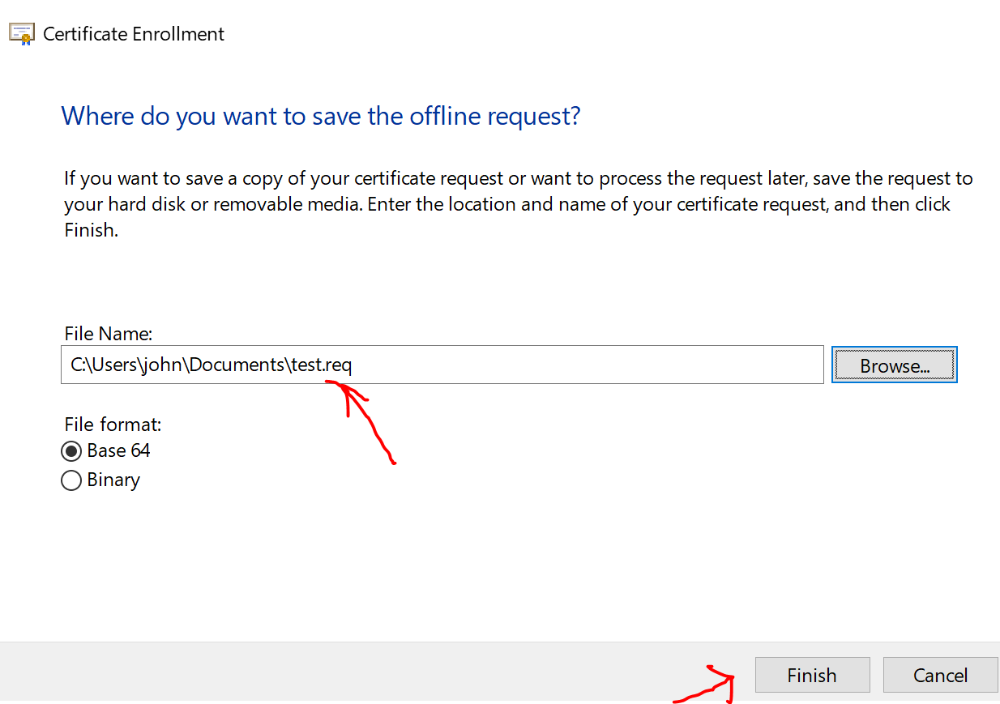 Certificate Enrollment
Where do you want to save the offline request?
If you want to save a copy of your certificate request or want to process the request later, save the request to
your hard disk or removable media. Enter the location and name of your certificate request, and then click
Finish.
File Name:
C:\Users\john\Documents\test.req
Browse...
File format:
Base 64
Binary
Finish
Cancel